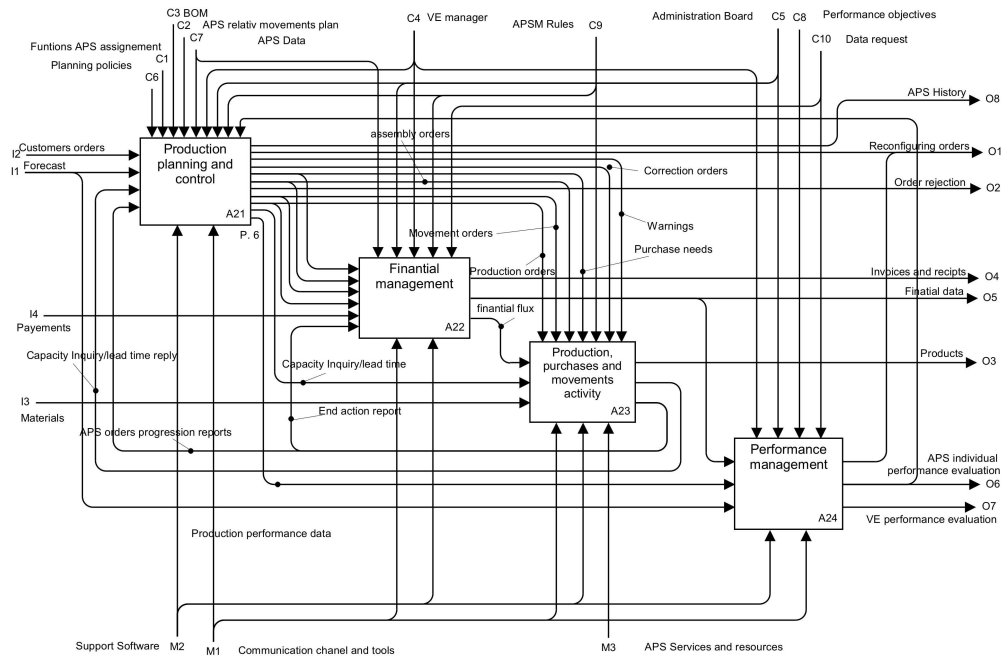 C3 BOM
C2
APS relativ movements plan
C7
APS Data
C4
VE manager
C9
APSM Rules
Administration Board
C5
C8
Performance objectives
C10
Data request
Funtions APS assignement
C1
Planning policies
C6
APS History
O8
assembly orders
I2
Customers orders
I1
Forecast
Production
planning and
control
A21
P. 6
Reconfiguring orders
O1
Correction orders
Order rejection
O2
Warnings
Movement orders
Purchase needs
Finantial
management
A22
Production orders
Invoices and recipts
O4
Finatial data
O5
finantial flux
I4
Payements
Production,
purchases and
movements
activity
A23
Capacity Inquiry/lead time reply
Capacity Inquiry/lead time
Products
O3
I3
Materials
End action report
APS orders progression reports
Performance
management
A24
APS individual
performance evaluation
O6
O7
VE performance evaluation
Production performance data
Support Software
M2
M1
Communication chanel and tools
M3
APS Services and resources